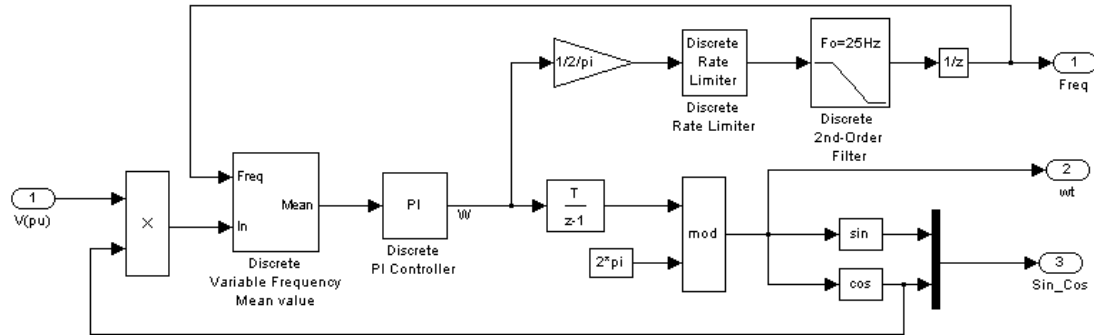 1/2/pi
Discrete
Rate
Limiter
Discrete
Rate Limiter
Fo=25Hz
Discrete
2nd-Order
Filter
1/z
1
Freq
1
V(pu)
×
Freq
In
Mean
Discrete
Variable Frequency
Mean value
PI
Discrete
PI Controller
W
T
z-1
2*pi
mod
2
wt
sin
cos
3
Sin_Cos